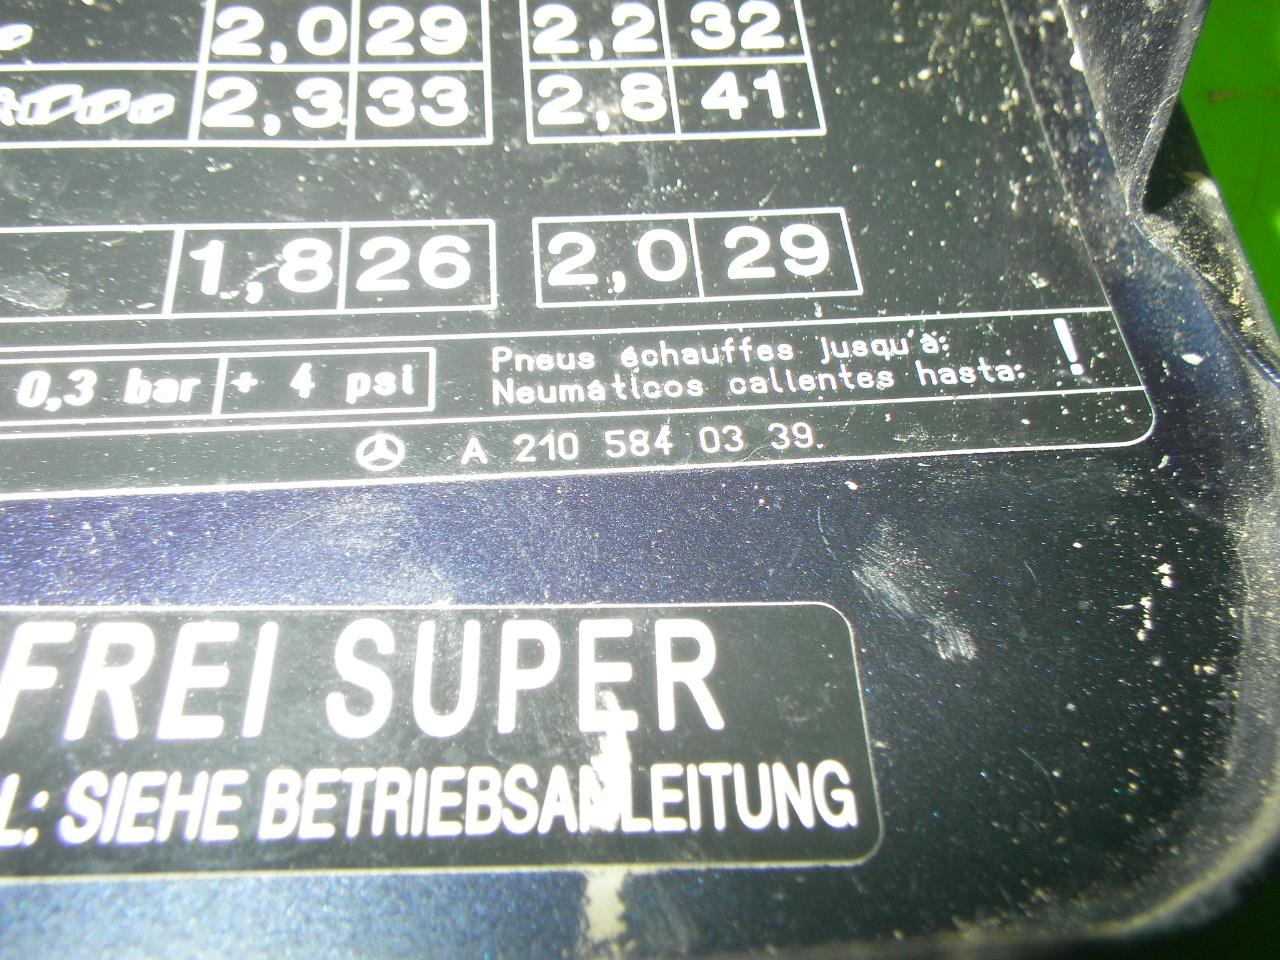 2,0 29 2,2 32
2,3 33 2,8 41
1,8 26 2,0 29
0,3 bar + 4 psi
Pneus échauffes jusqu'à: !
Neumáticos calientes hasta:
A 210 584 03 39.
FREI SUPER
L: SIEHE BETRIEBSANLEITUNG